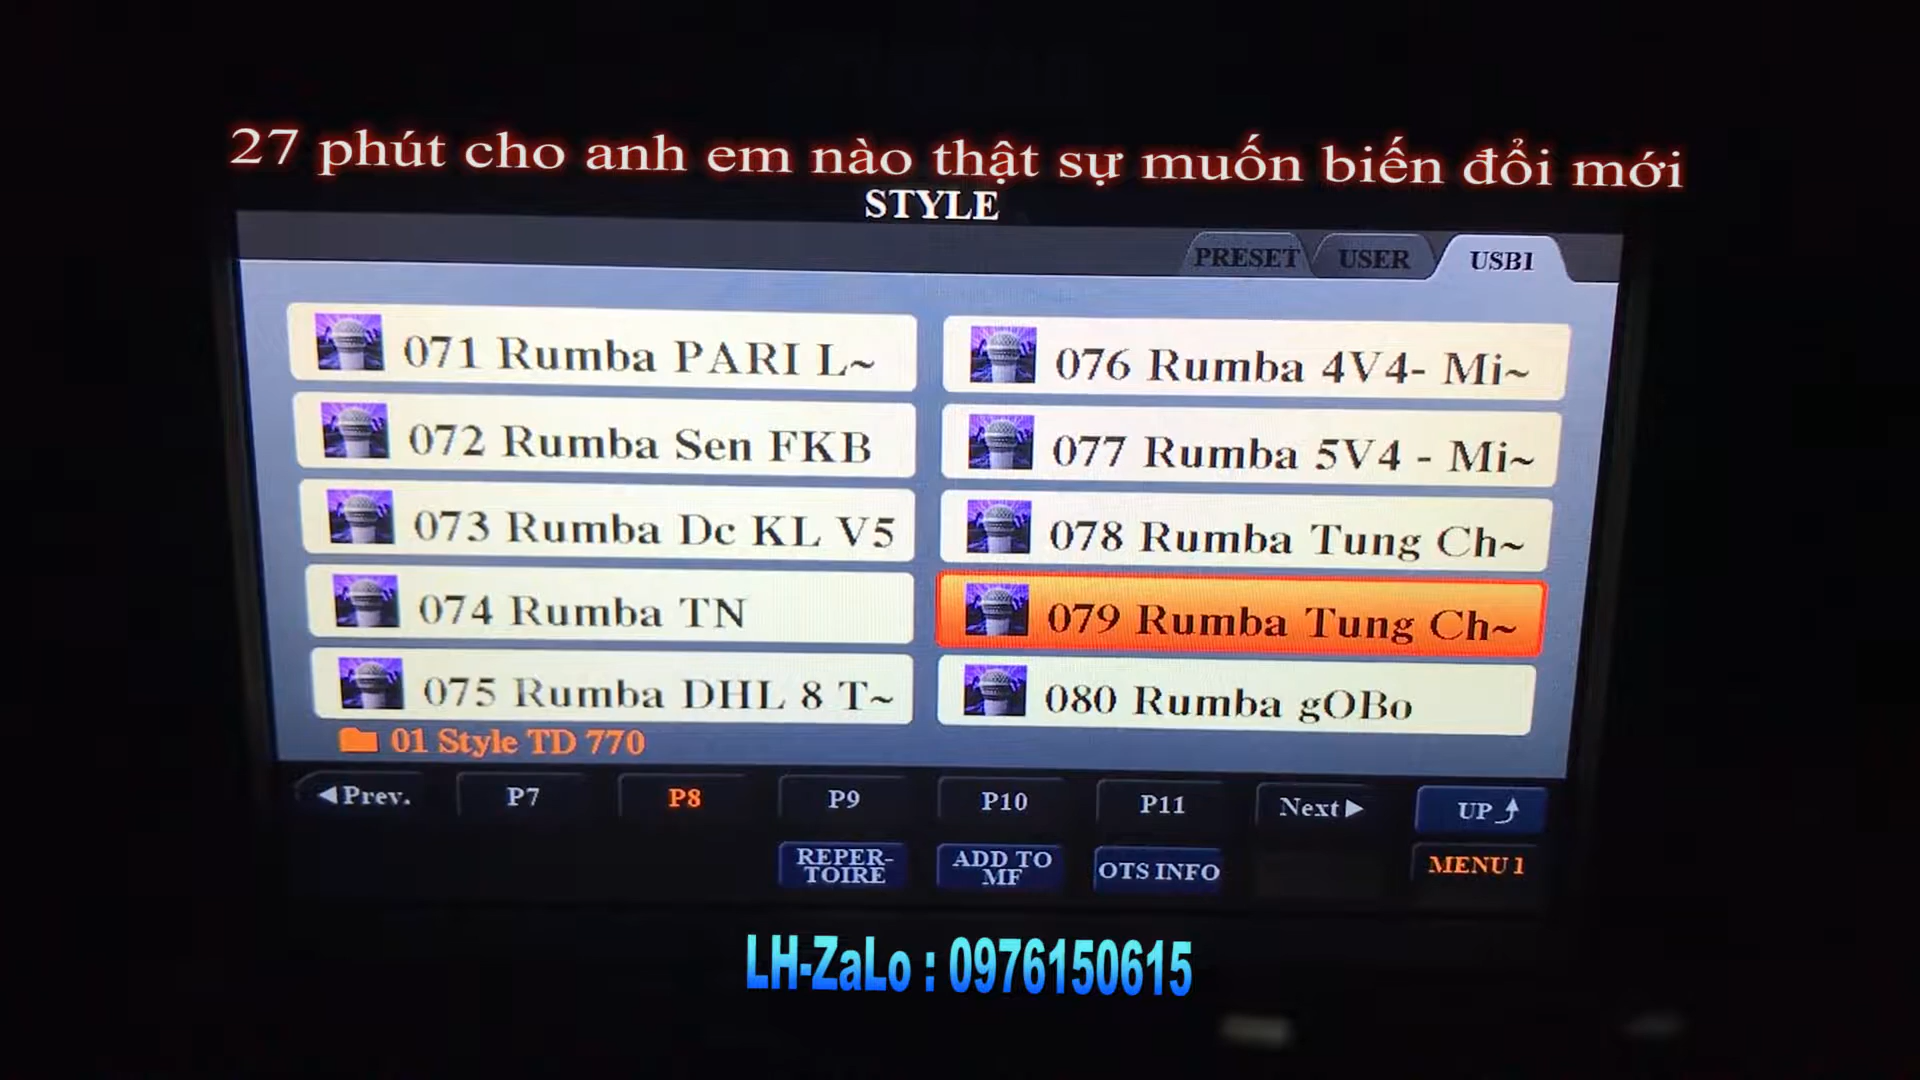 27 phút cho anh em nào thật sự muốn biến đổi mới
STYLE
PRESET
USER
USB1
071 Rumba PARI L~
072 Rumba Sen FKB
073 Rumba Dc KL V5
074 Rumba TN
075 Rumba DHL 8 T~
076 Rumba 4V4- Mi~
077 Rumba 5V4 - Mi~
078 Rumba Tung Ch~
079 Rumba Tung Ch~
080 Rumba gOBo
01 Style TD 770
◀Prev.
P7
P8
P9
P10
P11
Next▶
UP
REPER-
TOIRE
ADD TO
MF
OTS INFO
MENU 1
LH-ZaLo : 0976150615